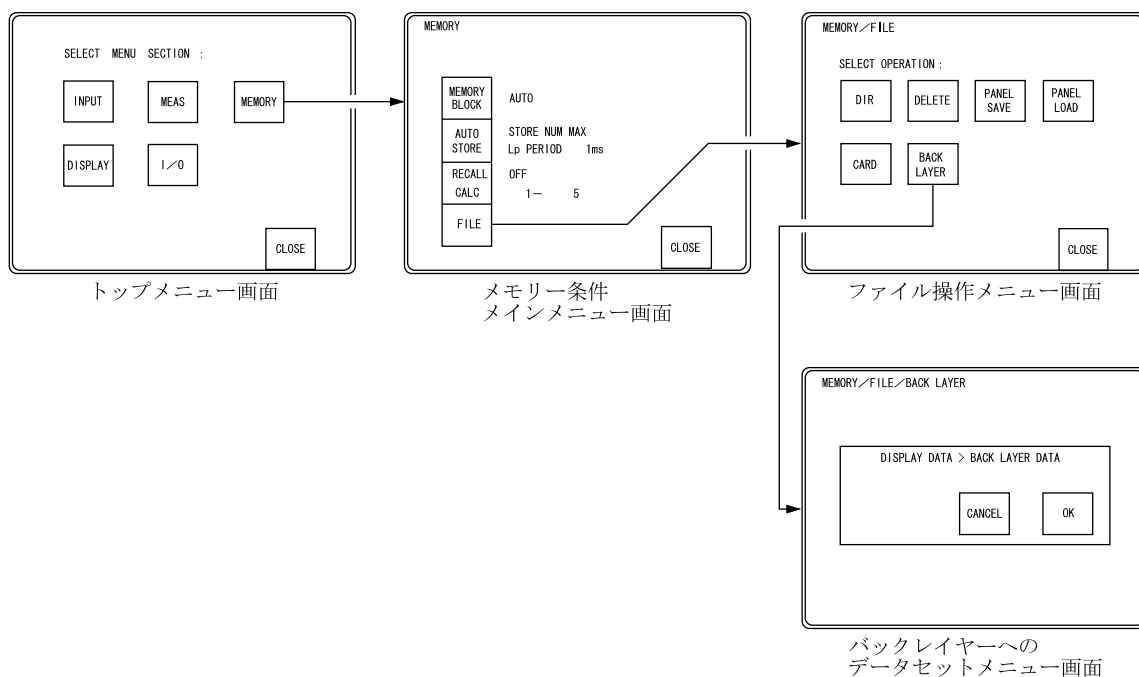 SELECT MENU SECTION :
INPUT
MEAS
MEMORY
DISPLAY
I／O
CLOSE
トップメニュー画面
MEMORY
MEMORY
BLOCK
AUTO
AUTO
STORE
STORE NUM MAX
Lp PERIOD 1ms
RECALL
CALC
OFF
1― 5
FILE
CLOSE
メモリー条件
メインメニュー画面
MEMORY／FILE
SELECT OPERATION :
DIR
DELETE
PANEL
SAVE
PANEL
LOAD
CARD
BACK
LAYER
CLOSE
ファイル操作メニュー画面
MEMORY／FILE／BACK LAYER
DISPLAY DATA > BACK LAYER DATA
CANCEL
OK
バックレイヤーへの
データセットメニュー画面